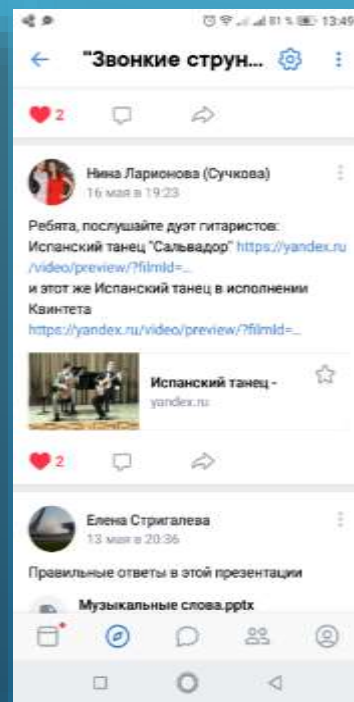 81 % 13:49
"Звонкие струн...
2
Нина Ларионова (Сучкова)
16 мая в 19:23
Ребята, послушайте дуэт гитаристов:
Испанский танец "Сальвадор" https://yandex.ru
/video/preview/?filmId=...
и этот же Испанский танец в исполнении
Квинтета
https://yandex.ru/video/preview/?filmId=...
Испанский танец -
yandex.ru
2
Елена Стригалева
13 мая в 20:36
Правильные ответы в этой презентации
Музыкальные слова.pptx